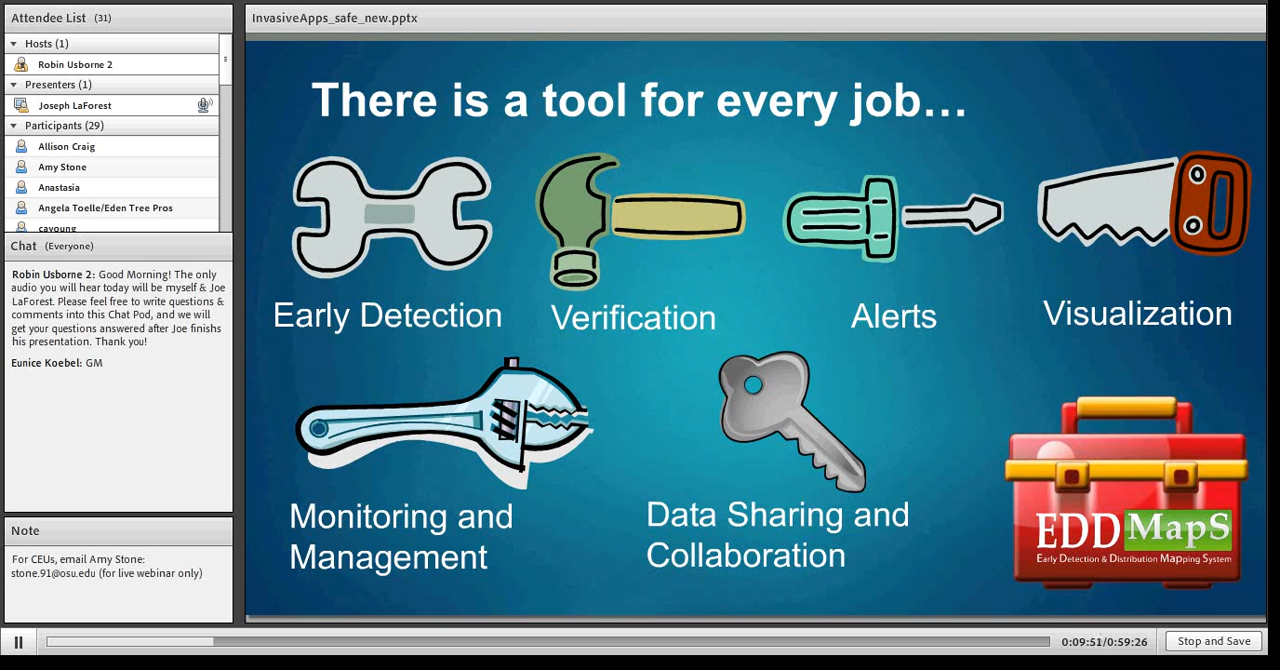 Attendee List (31)
Hosts (1)
Robin Usborne 2
Presenters (1)
Joseph LaForest
Participants (29)
Allison Craig
Amy Stone
Anastasia
Angela Toelle/Eden Tree Pros
cayoung
Chat (Everyone)
Robin Usborne 2: Good Morning! The only
audio you will hear today will be myself & Joe
LaForest. Please feel free to write questions &
comments into this Chat Pod, and we will
get your questions answered after Joe finishs
his presentation. Thank you!
Eunice Koebel: GM
Note
For CEUs, email Amy Stone:
stone.91@osu.edu (for live webinar only)
InvasiveApps_safe_new.pptx
There is a tool for every job...
Early Detection
Verification
Alerts
Visualization
Monitoring and
Management
Data Sharing and
Collaboration
EDDMapS
Early Detection & Distribution Mapping System
0:09:51/0:59:26
Stop and Save